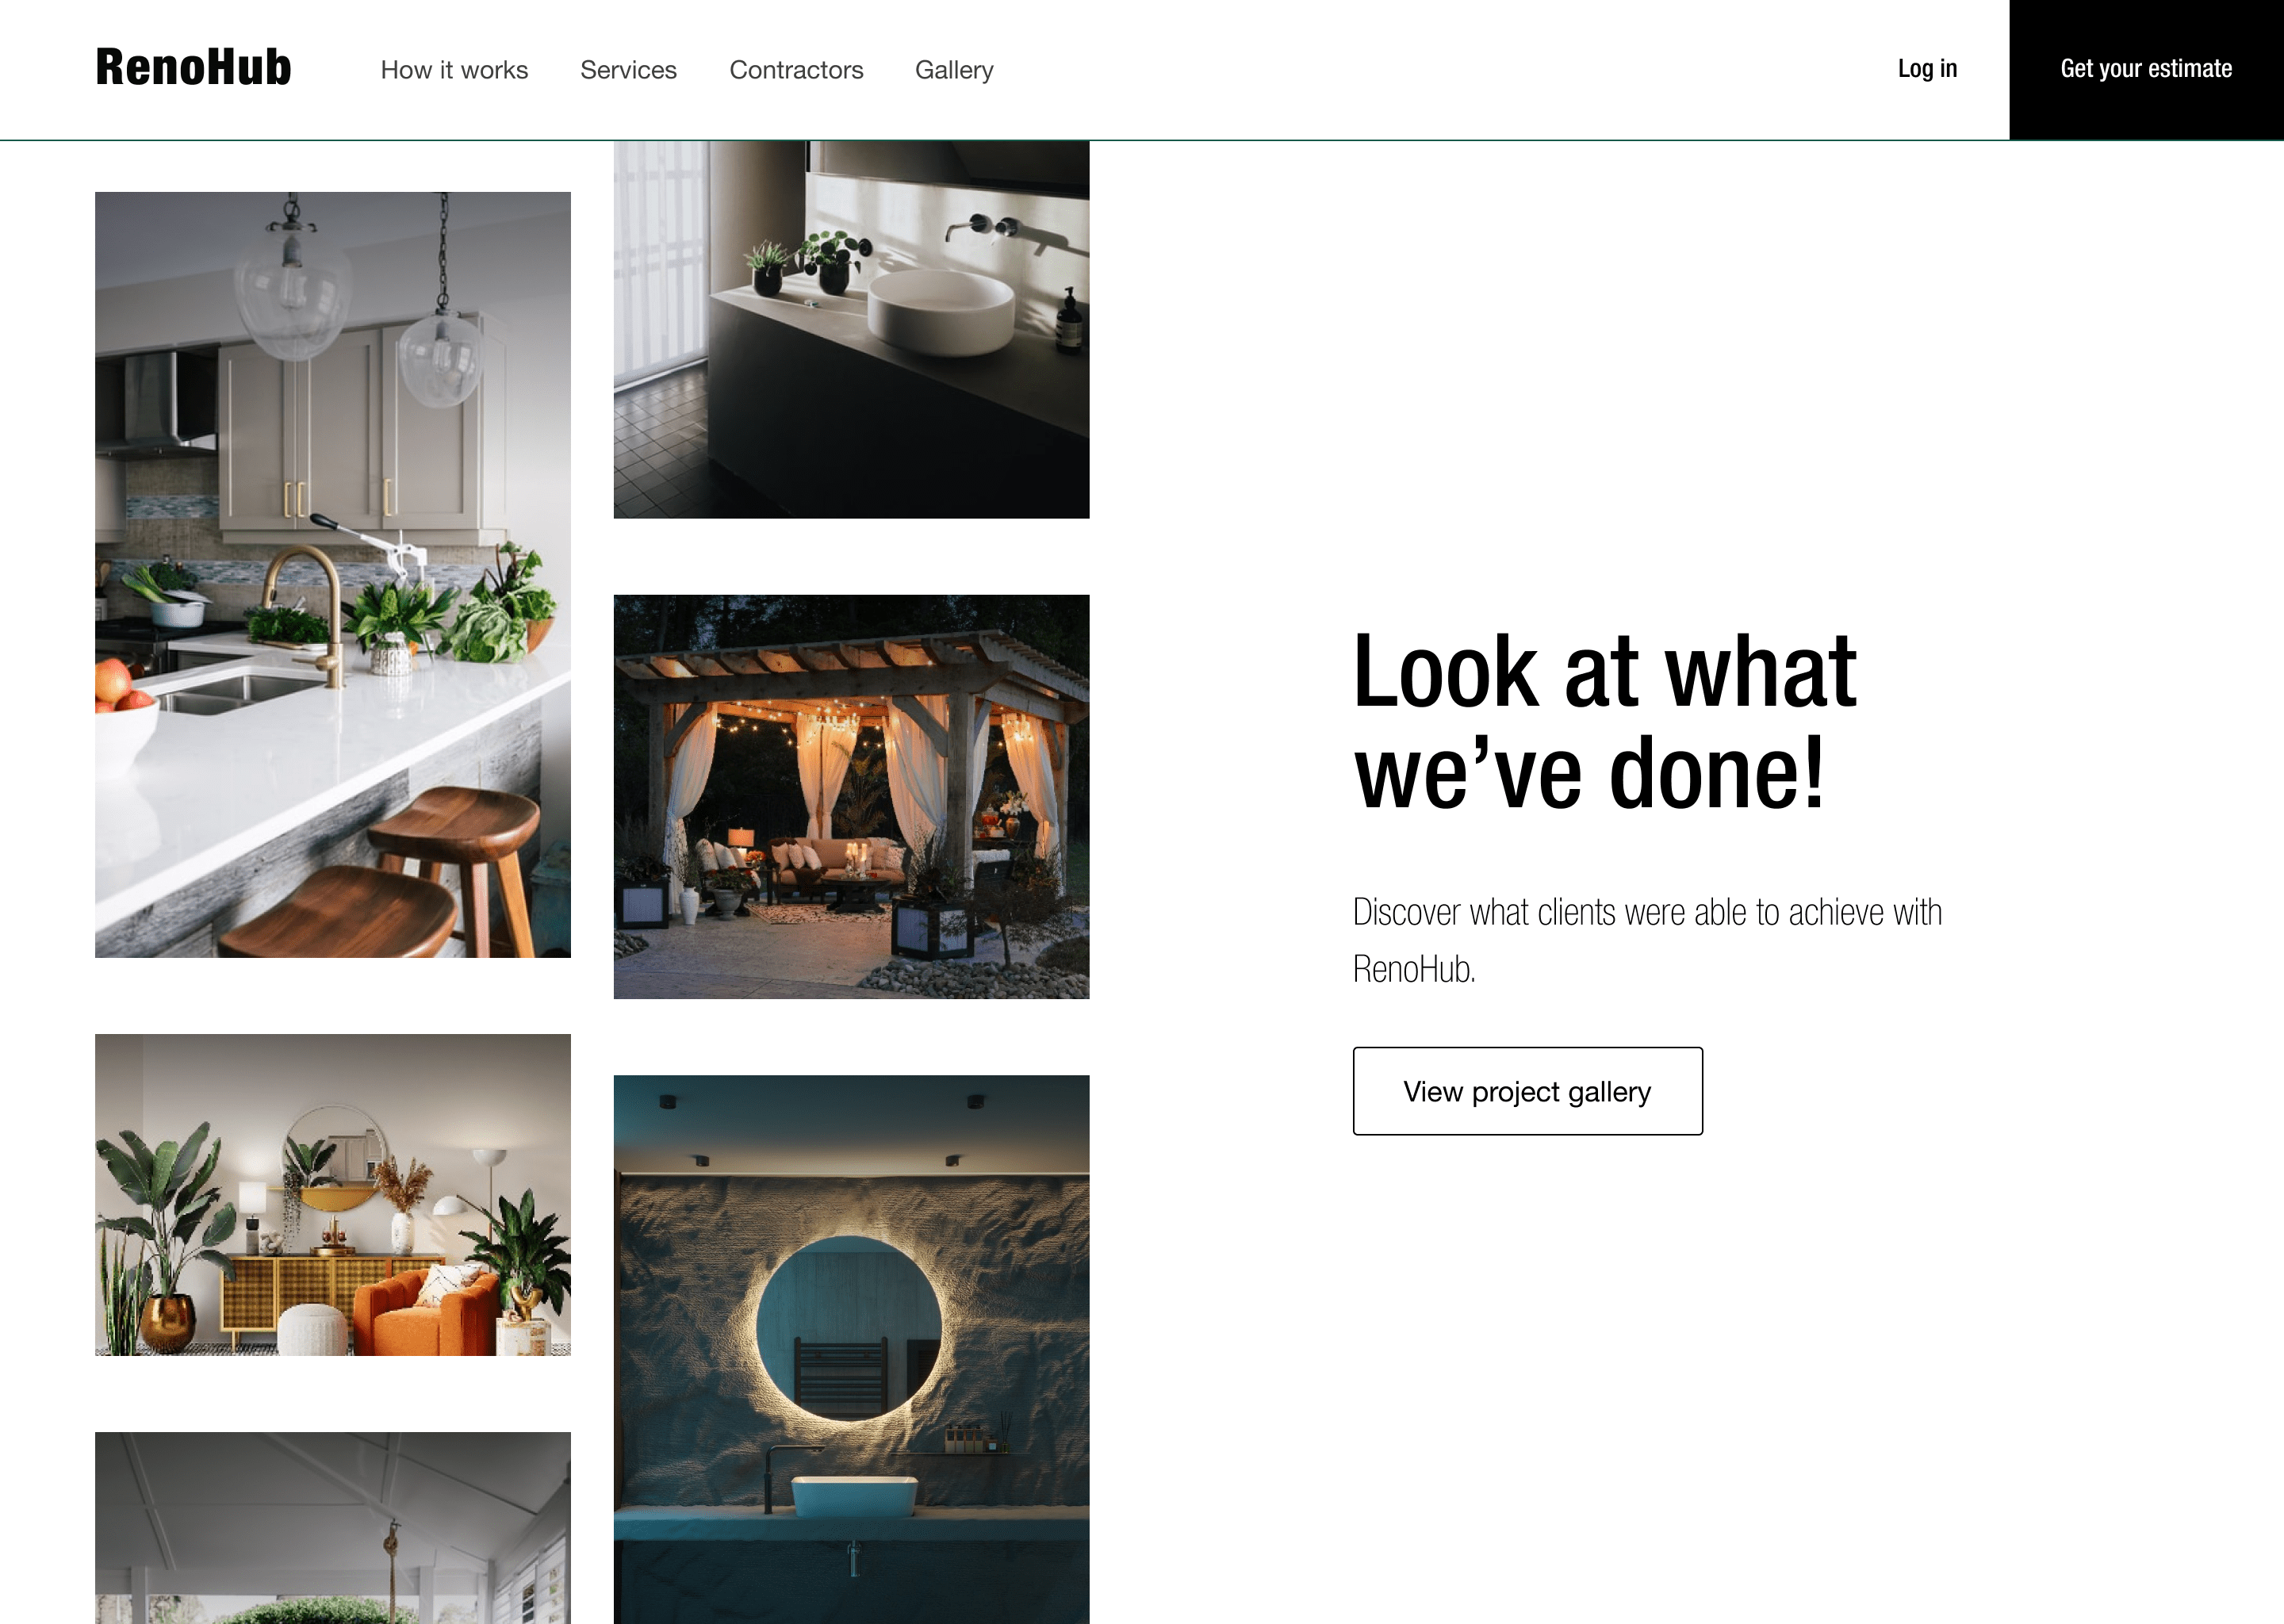 RenoHub
How it works
Services
Contractors
Gallery
Log in
Get your estimate
Look at what
we’ve done!
Discover what clients were able to achieve with
RenoHub.
View project gallery